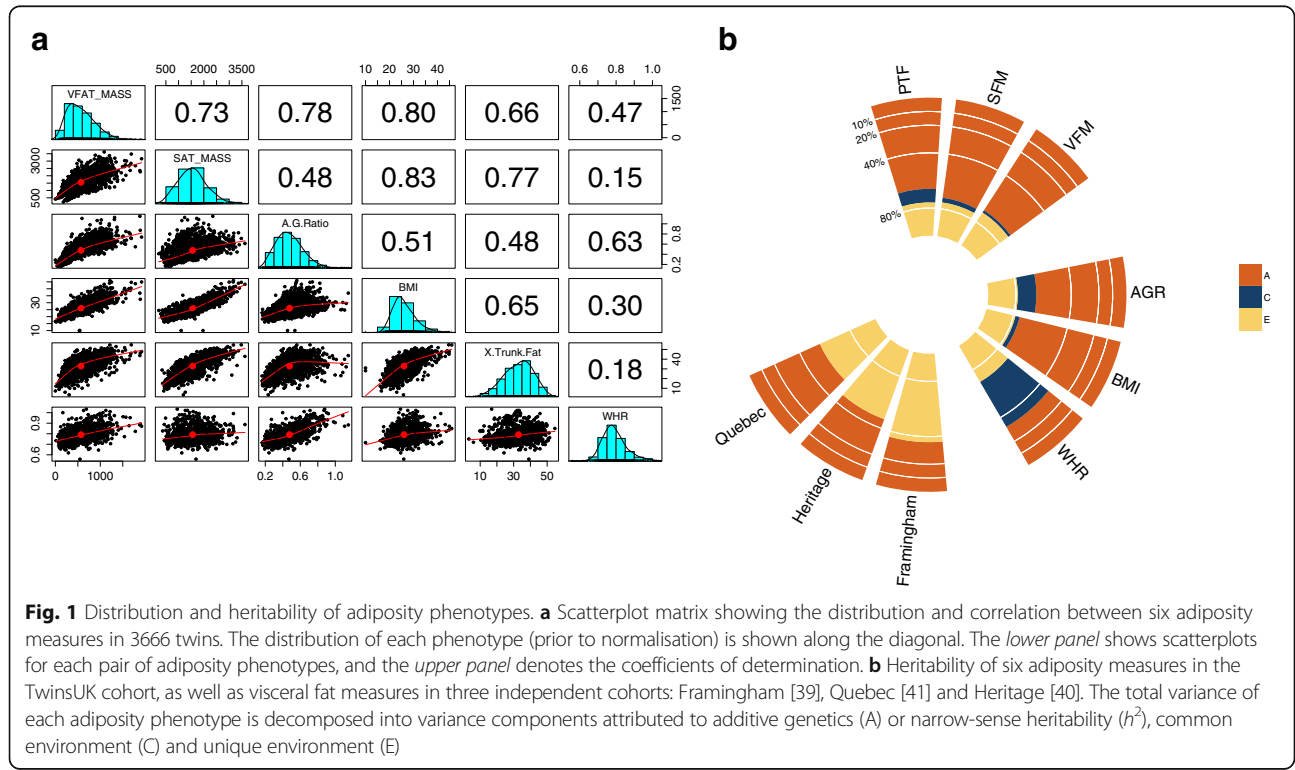 a
b
500 2000 3500
10 20 30 40
0.6 0.8 1.0
VFAT_MASS
0.73
0.78
0.80
0.66
0.47
0 1500
500 3000
SAT_MASS
0.48
0.83
0.77
0.15
A.G.Ratio
0.51
0.48
0.63
0.2 0.8
10 30
BMI
0.65
0.30
X.Trunk.Fat
0.18
10 40
0.6 0.9
WHR
0 1000
0.2 0.6 1.0
10 30 50
PTF
SFM
VFM
10%
20%
40%
80%
AGR
BMI
WHR
Framingham
Heritage
Quebec
A
C
E
Fig. 1 Distribution and heritability of adiposity phenotypes. a Scatterplot matrix showing the distribution and correlation between six adiposity
measures in 3666 twins. The distribution of each phenotype (prior to normalisation) is shown along the diagonal. The lower panel shows scatterplots
for each pair of adiposity phenotypes, and the upper panel denotes the coefficients of determination. b Heritability of six adiposity measures in the
TwinsUK cohort, as well as visceral fat measures in three independent cohorts: Framingham [39], Quebec [41] and Heritage [40]. The total variance of
each adiposity phenotype is decomposed into variance components attributed to additive genetics (A) or narrow-sense heritability (h²), common
environment (C) and unique environment (E)